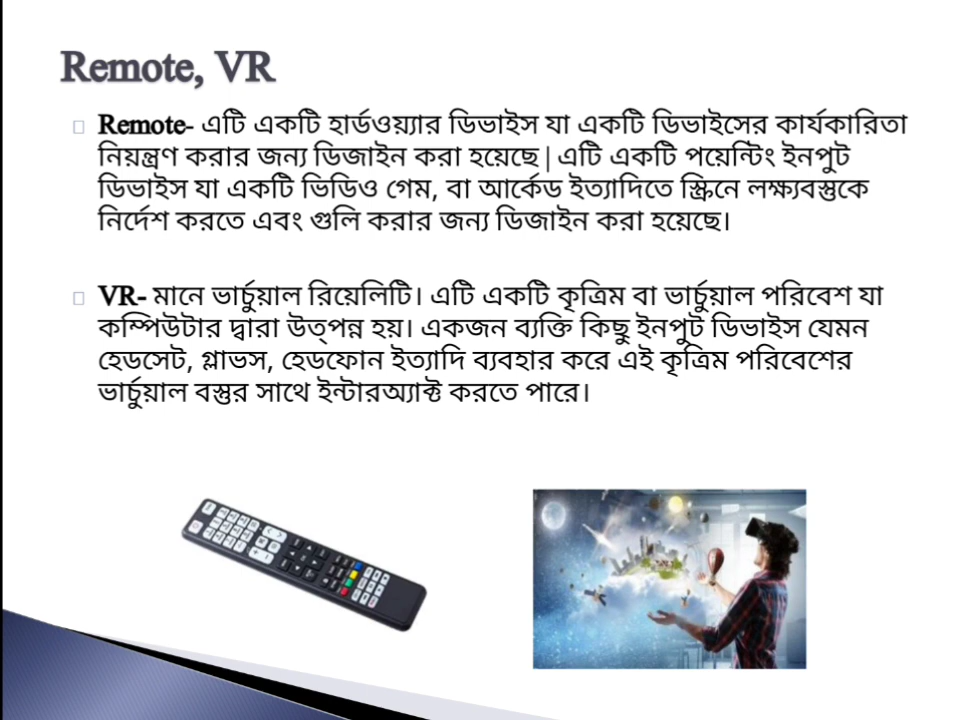 Remote, VR
Remote- এটি একটি হার্ডওয়্যার ডিভাইস যা একটি ডিভাইসের কার্যকারিতা
নিয়ন্ত্রণ করার জন্য ডিজাইন করা হয়েছে | এটি একটি পয়েন্টিং ইনপুট
ডিভাইস যা একটি ভিডিও গেম, বা আর্কেড ইত্যাদিতে স্ক্রিনে লক্ষ্যবস্তুকে
নির্দেশ করতে এবং গুলি করার জন্য ডিজাইন করা হয়েছে।
VR- মানে ভার্চুয়াল রিয়েলিটি। এটি একটি কৃত্রিম বা ভার্চুয়াল পরিবেশ যা
কম্পিউটার দ্বারা উত্পন্ন হয়। একজন ব্যক্তি কিছু ইনপুট ডিভাইস যেমন
হেডসেট, গ্লাভস, হেডফোন ইত্যাদি ব্যবহার করে এই কৃত্রিম পরিবেশের
ভার্চুয়াল বস্তুর সাথে ইন্টারঅ্যাক্ট করতে পারে।